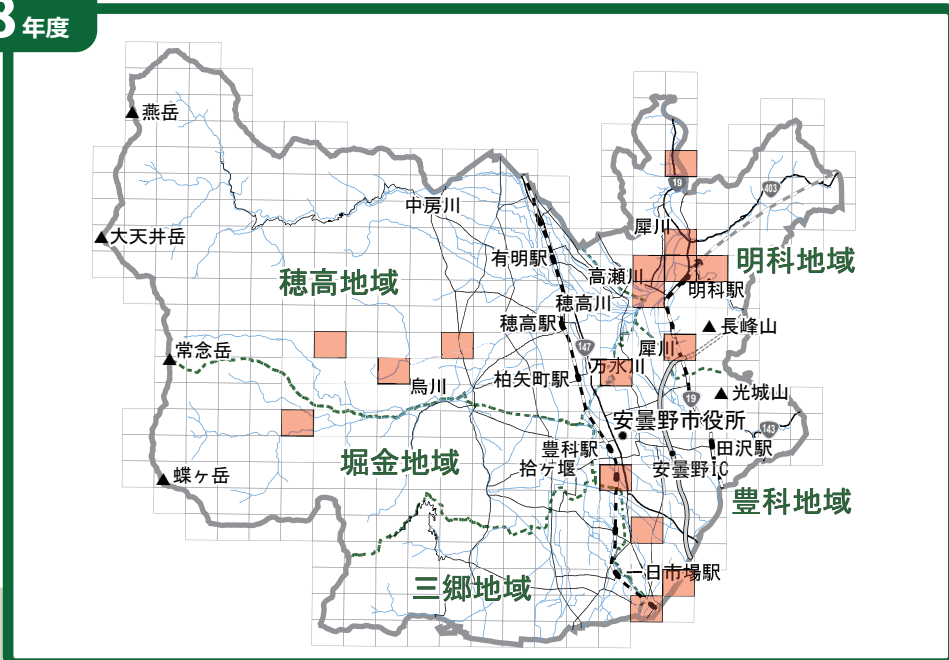 3年度
燕岳
大天井岳
中房川
有明駅
穂高地域
高瀬川
穂高川
穂高駅
犀川
19
403
明科地域
明科駅
長峰山
犀川
147
万水川
柏矢町駅
常念岳
烏川
19
光城山
安曇野市役所
143
田沢駅
豊科駅
拾ヶ堰
安曇野IC
堀金地域
蝶ヶ岳
豊科地域
一日市場駅
三郷地域